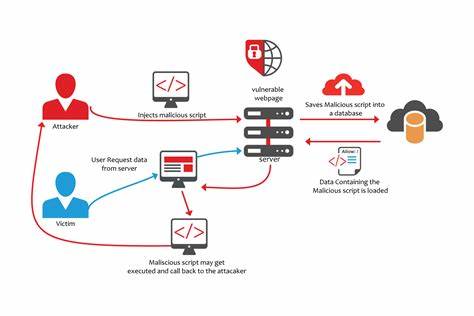 </>
vulnerable
webpage
Saves Malicious script into
a database
Injects malicious script
Attacker
User Request data
from server
server
Allow: /
</>
Data Containing the
Malicious script is loaded
Victim
</>
Maliscious script may get
executed and call back to the attacaker